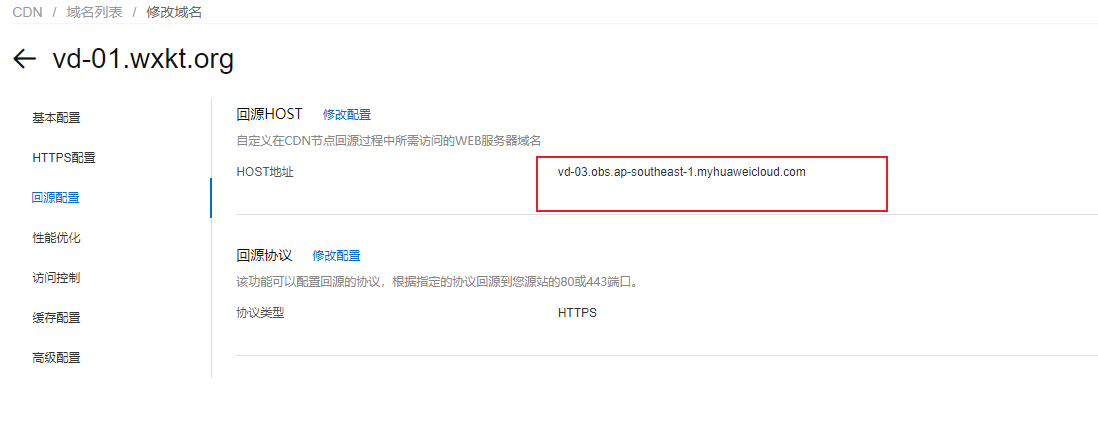 CDN / 域名列表 / 修改域名
vd-01.wxkt.org
基本配置
HTTPS配置
回源配置
性能优化
访问控制
缓存配置
高级配置
回源HOST 修改配置
自定义在CDN节点回源过程中所需访问的WEB服务器域名
HOST地址 vd-03.obs.ap-southeast-1.myhuaweicloud.com
回源协议 修改配置
该功能可以配置回源的协议，根据指定的协议回源到您源站的80或443端口。
协议类型 HTTPS